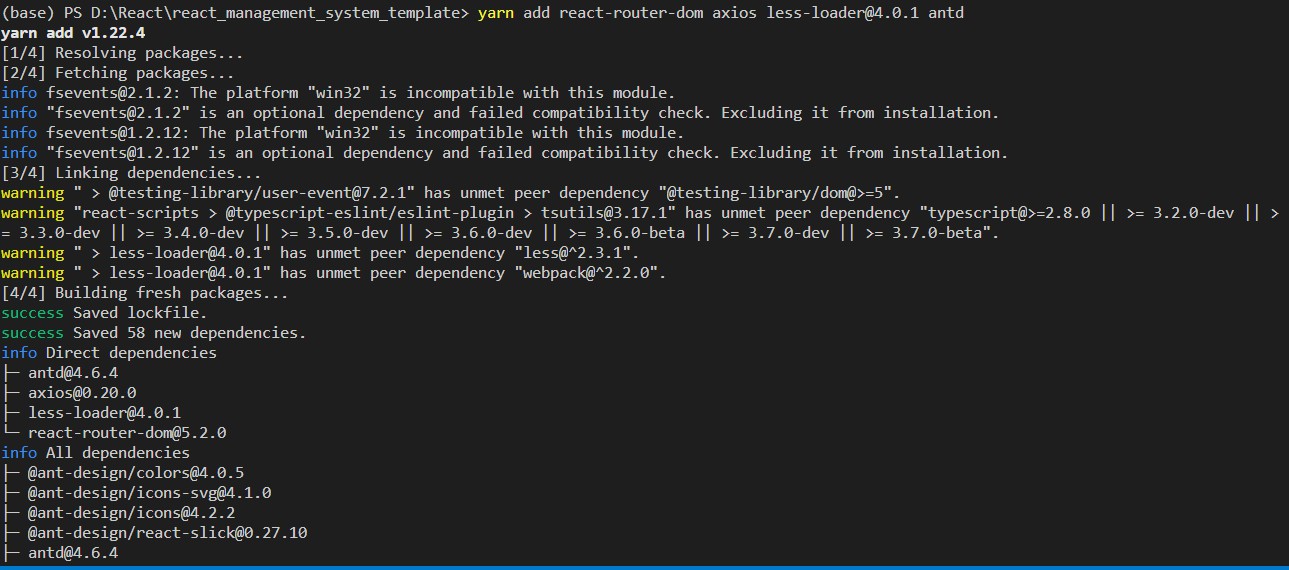 (base) PS D:\React\react_management_system_template> yarn add react-router-dom axios less-loader@4.0.1 antd
yarn add v1.22.4
[1/4] Resolving packages...
[2/4] Fetching packages...
info fsevents@2.1.2: The platform "win32" is incompatible with this module.
info "fsevents@2.1.2" is an optional dependency and failed compatibility check. Excluding it from installation.
info fsevents@1.2.12: The platform "win32" is incompatible with this module.
info "fsevents@1.2.12" is an optional dependency and failed compatibility check. Excluding it from installation.
[3/4] Linking dependencies...
warning " > @testing-library/user-event@7.2.1" has unmet peer dependency "@testing-library/dom@>=5".
warning "react-scripts > @typescript-eslint/eslint-plugin > tsutils@3.17.1" has unmet peer dependency "typescript@>=2.8.0 || >= 3.2.0-dev || >
= 3.3.0-dev || >= 3.4.0-dev || >= 3.5.0-dev || >= 3.6.0-dev || >= 3.6.0-beta || >= 3.7.0-dev || >= 3.7.0-beta".
warning " > less-loader@4.0.1" has unmet peer dependency "less@^2.3.1".
warning " > less-loader@4.0.1" has unmet peer dependency "webpack@^2.2.0".
[4/4] Building fresh packages...
success Saved lockfile.
success Saved 58 new dependencies.
info Direct dependencies
├─ antd@4.6.4
├─ axios@0.20.0
├─ less-loader@4.0.1
└─ react-router-dom@5.2.0
info All dependencies
├─ @ant-design/colors@4.0.5
├─ @ant-design/icons-svg@4.1.0
├─ @ant-design/icons@4.2.2
├─ @ant-design/react-slick@0.27.10
├─ antd@4.6.4